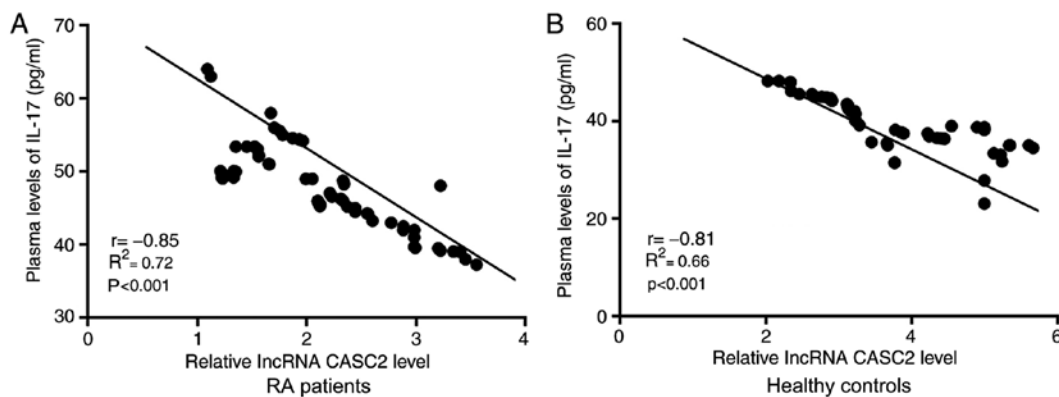 A
Plasma levels of IL-17 (pg/ml)
70
60
50
40
30
r= −0.85
R2 = 0.72
P<0.001
0
1
2
3
4
Relative lncRNA CASC2 level
RA patients
B
Plasma levels of IL-17 (pg/ml)
60
40
20
0
r= −0.81
R2 = 0.66
p<0.001
0
2
4
6
Relative lncRNA CASC2 level
Healthy controls